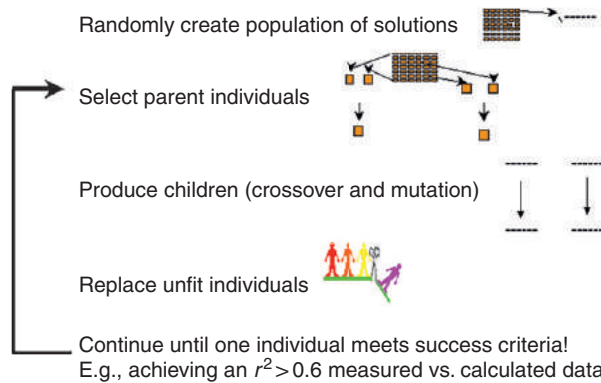 Randomly create population of solutions
Select parent individuals
Produce children (crossover and mutation)
Replace unfit individuals
Continue until one individual meets success criteria!
E.g., achieving an r² > 0.6 measured vs. calculated data